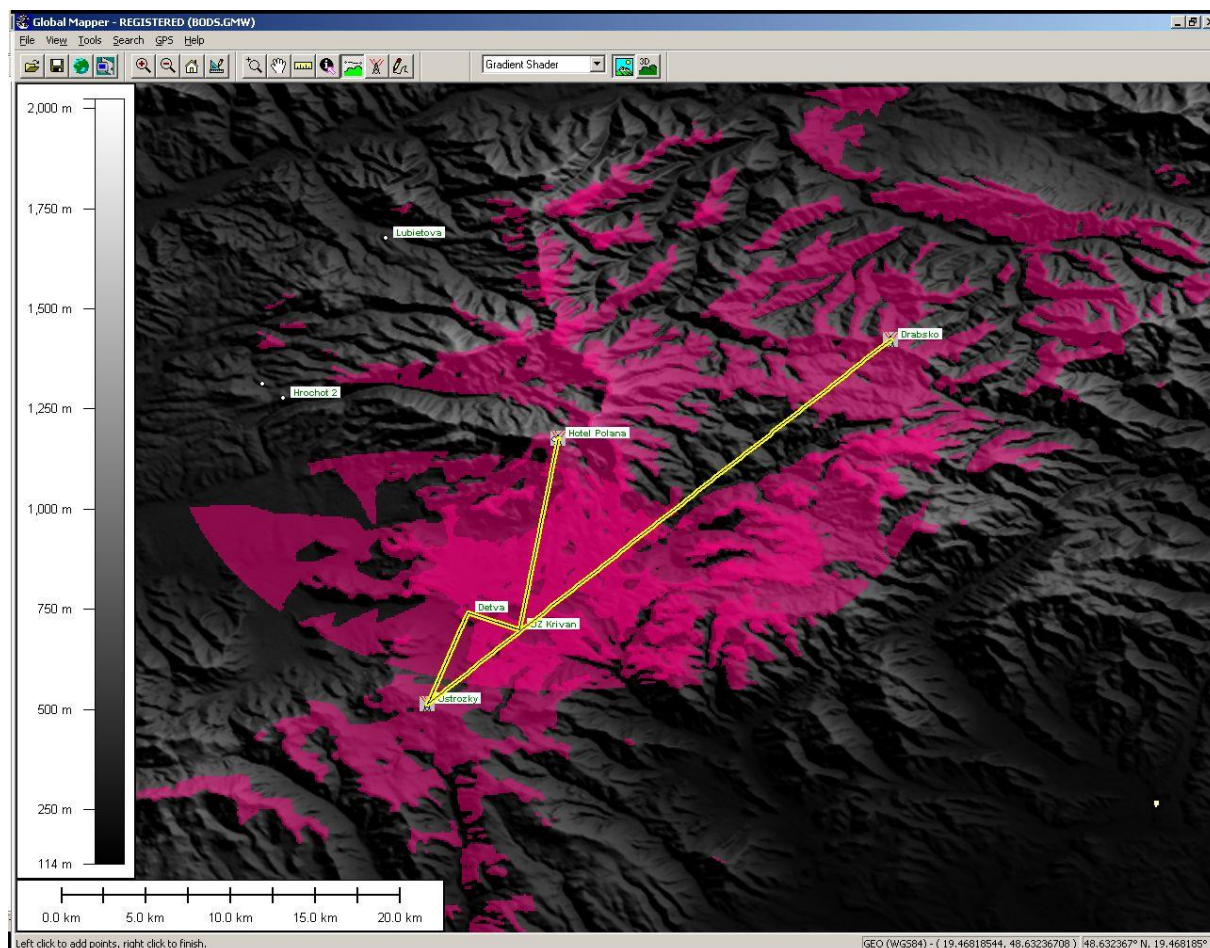 Global Mapper - REGISTERED (BODS.GMW)
File View Tools Search GPS Help
Gradient Shader
3D
2,000 m
1,750 m
1,500 m
1,250 m
1,000 m
750 m
500 m
250 m
114 m
Lubietova
Drabsko
Hrochot 2
Hotel Polana
Detva
OZ Krivan
Ostrozky
0.0 km 5.0 km 10.0 km 15.0 km 20.0 km
Left click to add points, right click to finish.
GEO (WGS84) - ( 19.46818544, 48.63236708 ) 48.632367° N, 19.468185°